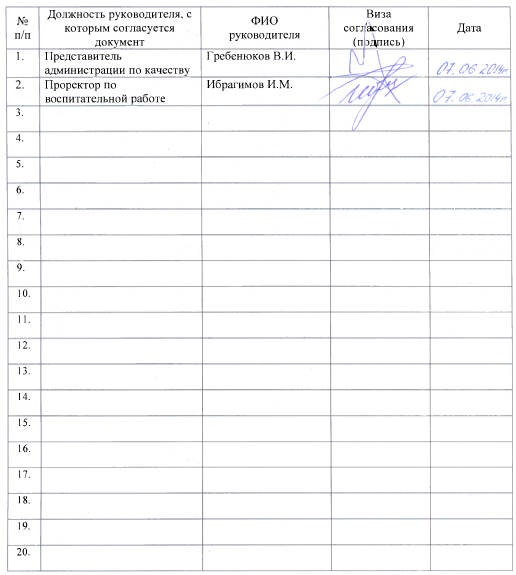 № п/п
Должность руководителя, с которым согласуется документ
ФИО руководителя
Виза согласования (подпись)
Дата
1.
Представитель
администрации по качеству
Гребенюков В.И.
07.06.2014г.
2.
Проректор по
воспитательной работе
Ибрагимов И.М.
07.06.2014г.
3.
4.
5.
6.
7.
8.
9.
10.
11.
12.
13.
14.
15.
16.
17.
18.
19.
20.